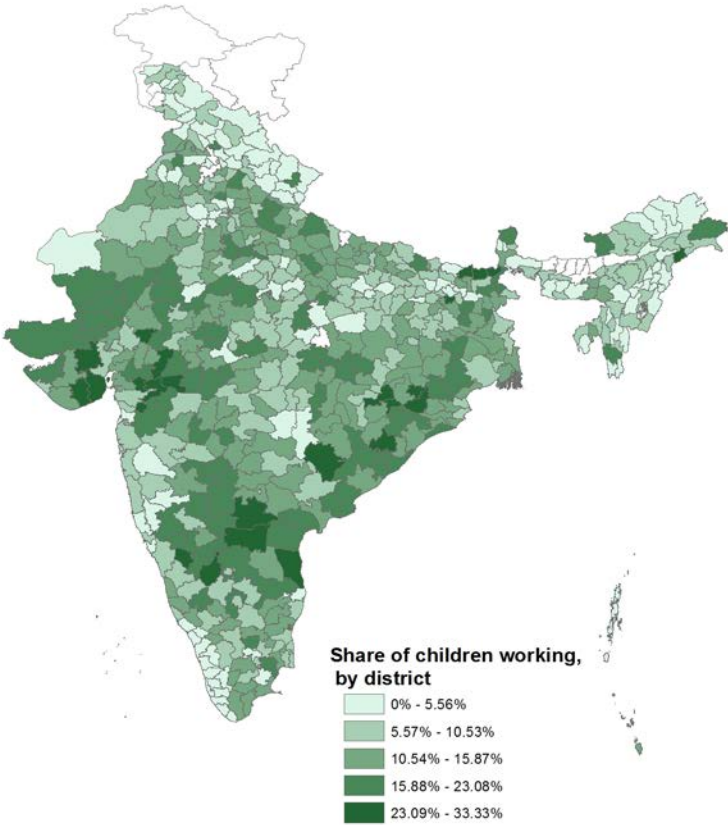 Share of children working,
by district
0% - 5.56%
5.57% - 10.53%
10.54% - 15.87%
15.88% - 23.08%
23.09% - 33.33%